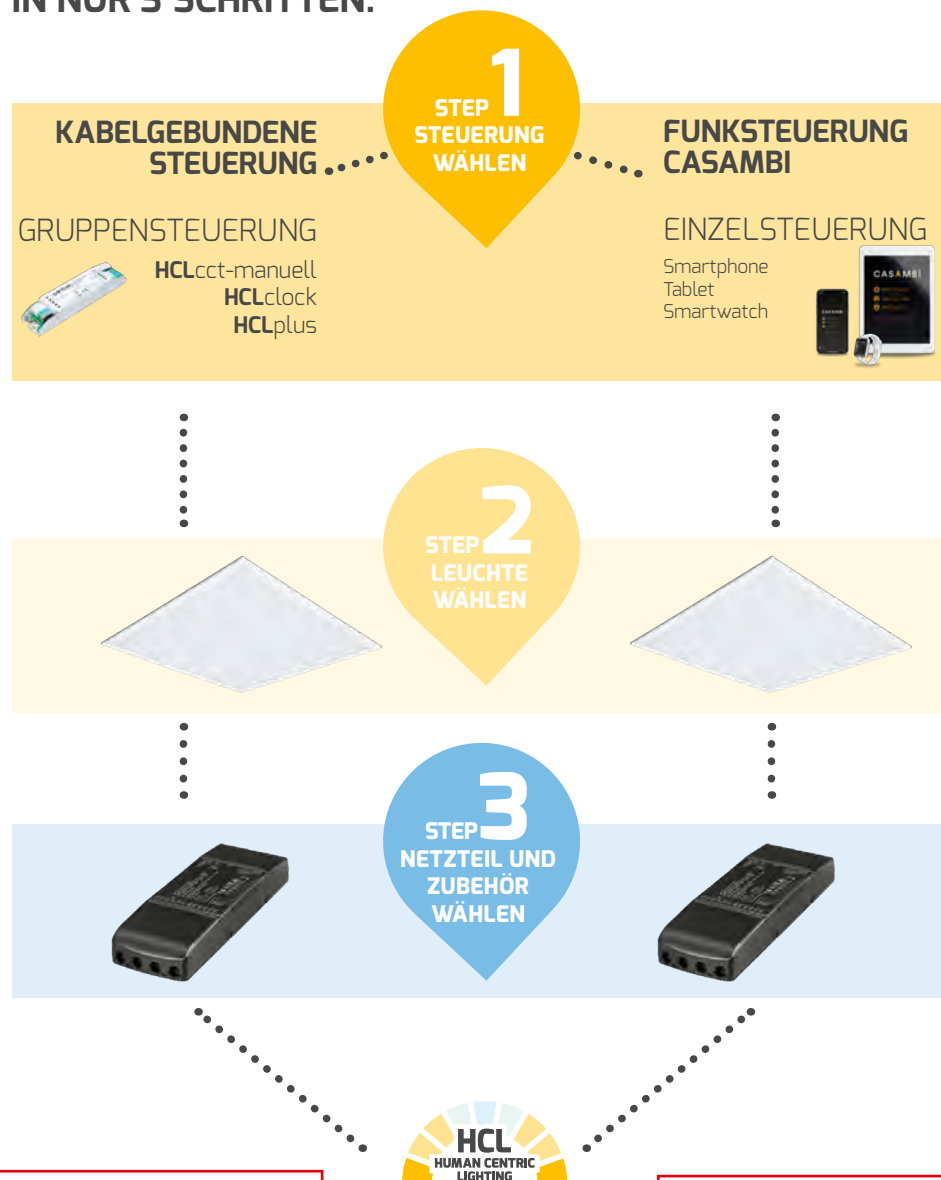 IN NUR 3 SCHRITTEN.
STEP 1
STEUERUNG
WÄHLEN
KABELGEBUNDENE
STEUERUNG
GRUPPENSTEUERUNG
HCLcct-manuell
HCLclock
HCLplus
FUNKSTEUERUNG
CASAMBI
EINZELSTEUERUNG
Smartphone
Tablet
Smartwatch
CASAMBI
CASAMBI
STEP 2
LEUCHTE
WÄHLEN
STEP 3
NETZTEIL UND
ZUBEHÖR
WÄHLEN
HCL
HUMAN CENTRIC
LIGHTING